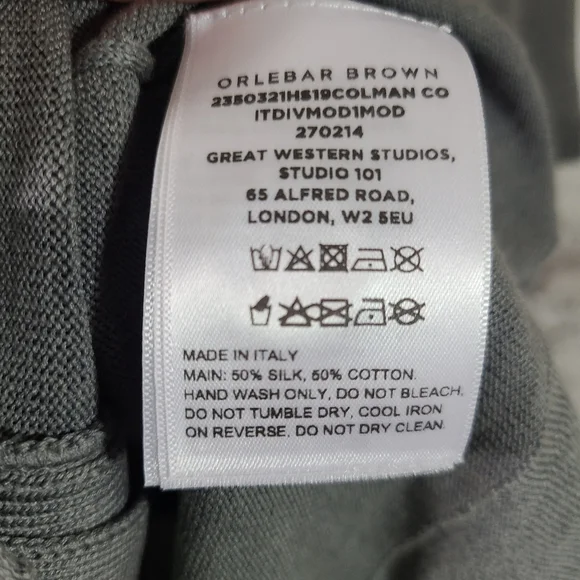 ORLEBAR BROWN
2350321HS19COLMAN CO
ITDIVMOD1MOD
270214
GREAT WESTERN STUDIOS,
STUDIO 101
65 ALFRED ROAD,
LONDON, W2 5EU
MADE IN ITALY
MAIN: 50% SILK, 50% COTTON.
HAND WASH ONLY, DO NOT BLEACH,
DO NOT TUMBLE DRY, COOL IRON
ON REVERSE, DO NOT DRY CLEAN.